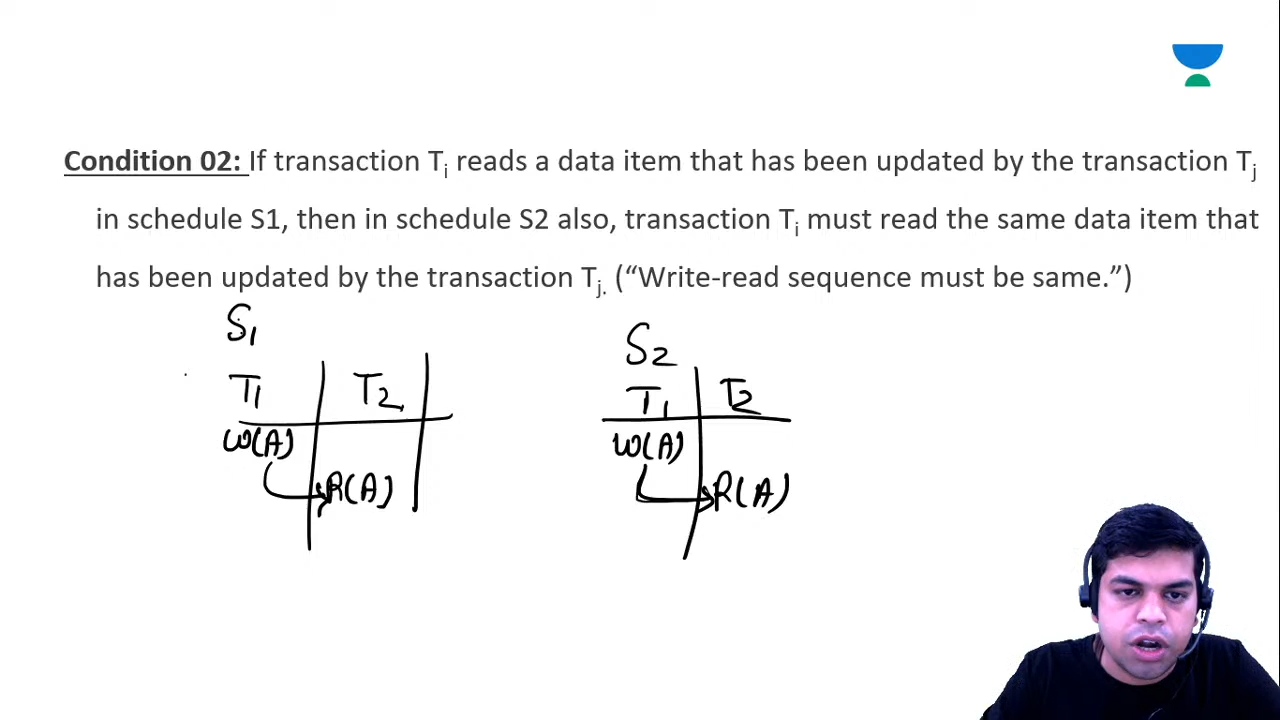 Condition 02: If transaction Ti reads a data item that has been updated by the transaction Tj
in schedule S1, then in schedule S2 also, transaction Ti must read the same data item that
has been updated by the transaction Tj. (“Write-read sequence must be same.”)
S1
T1 T2
W(A)
R(A)
S2
T1 T2
W(A)
R(A)